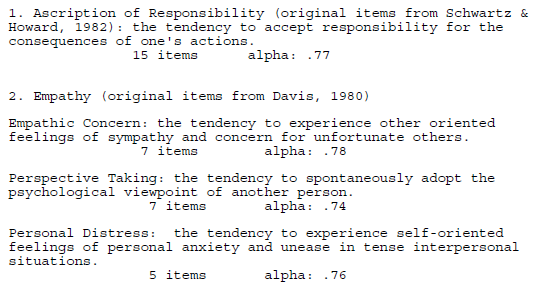 1. Ascription of Responsibility (original items from Schwartz &
Howard, 1982): the tendency to accept responsibility for the
consequences of one's actions.
15 items alpha: .77
2. Empathy (original items from Davis, 1980)
Empathic Concern: the tendency to experience other oriented
feelings of sympathy and concern for unfortunate others.
7 items alpha: .78
Perspective Taking: the tendency to spontaneously adopt the
psychological viewpoint of another person.
7 items alpha: .74
Personal Distress: the tendency to experience self-oriented
feelings of personal anxiety and unease in tense interpersonal
situations.
5 items alpha: .76